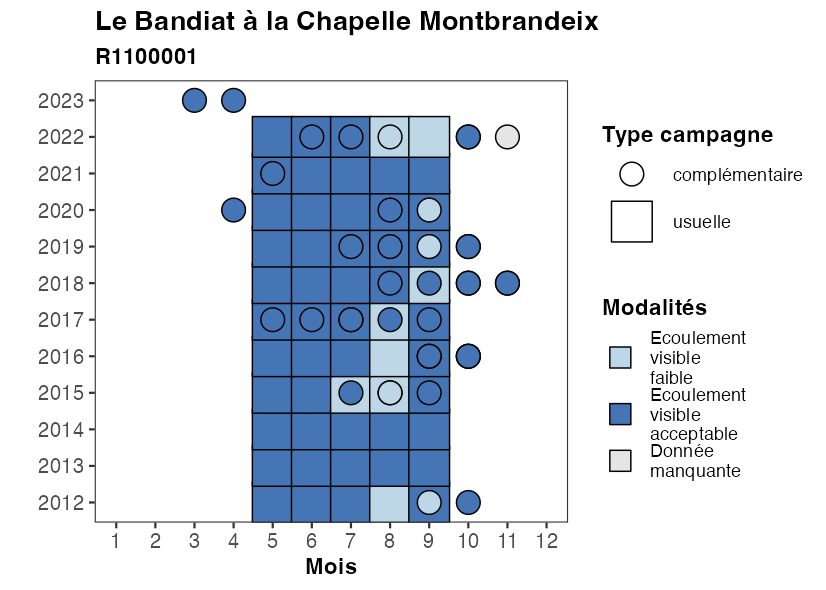 Le Bandiat à la Chapelle Montbrandeix
R1100001
2023
2022
2021
2020
2019
2018
2017
2016
2015
2014
2013
2012
1 2 3 4 5 6 7 8 9 10 11 12
Mois
Type campagne
complémentaire
usuelle
Modalités
Ecoulement
visible
faible
Ecoulement
visible
acceptable
Donnée
manquante